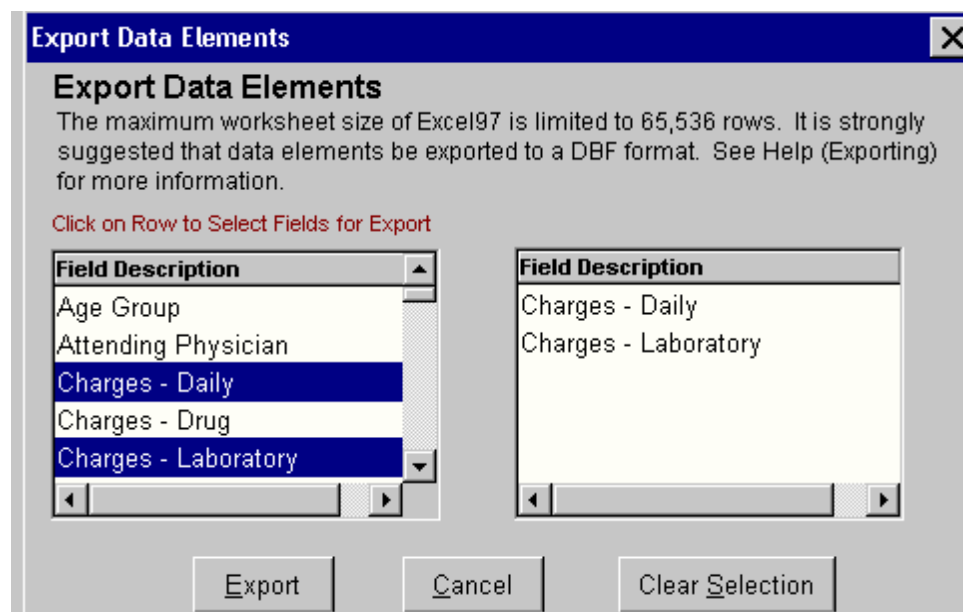 Export Data Elements
Export Data Elements
The maximum worksheet size of Excel97 is limited to 65,536 rows.  It is strongly
suggested that data elements be exported to a DBF format.  See Help (Exporting)
for more information.
Click on Row to Select Fields for Export
Field Description
Age Group
Attending Physician
Charges - Daily
Charges - Drug
Charges - Laboratory
Field Description
Charges - Daily
Charges - Laboratory
Export
Cancel
Clear Selection